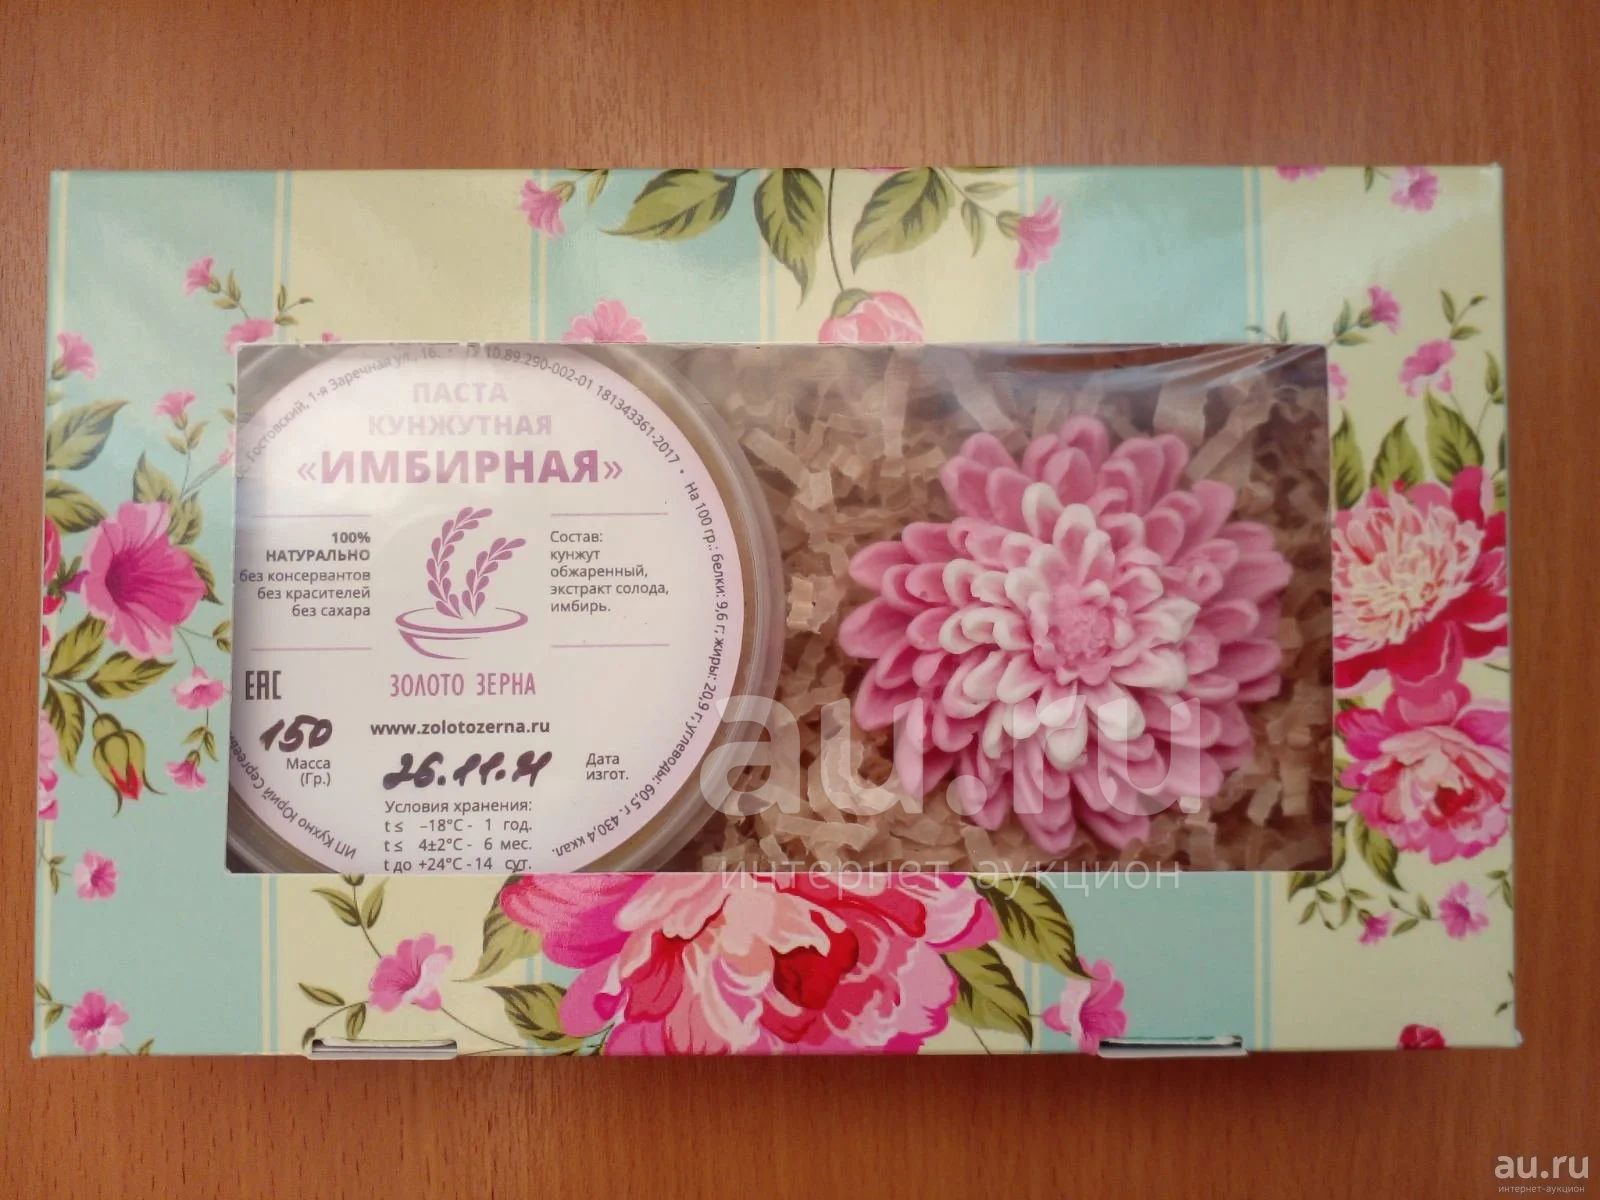 ПАСТА
КУНЖУТНАЯ
«ИМБИРНАЯ»
100%
НАТУРАЛЬНО
без консервантов
без красителей
без сахара
Состав:
кунжут
обжаренный,
экстракт солода,
имбирь.
ЕАС
ЗОЛОТО ЗЕРНА
www.zolotozerna.ru
150
Масса
(Гр.)
26.11.21
Дата
изгот.
Условия хранения:
t ≤ –18°C - 1 год.
t ≤ 4±2°C - 6 мес.
t до +24°C - 14 сут.
Гостовский, 1-я Заречная ул., 16. • ТУ 10.89.290-002-01 181343361-2017 • На 100 гр.: белки: 9,6 г; жиры: 20,9 г; углеводы: 60,5 г. 430,4 ккал.
ИП Кухно Юрий Сергеев
au.ru
интернет-аукцион
au.ru
интернет-аукцион